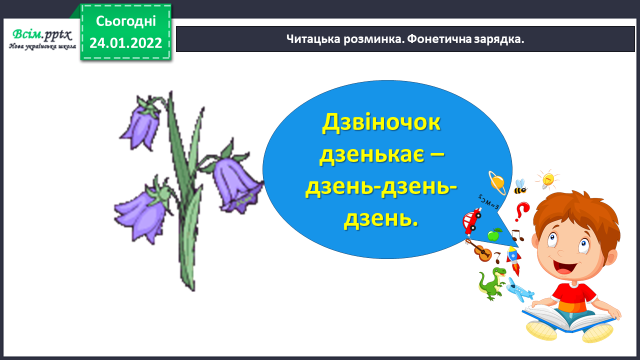 Всім.pptx
Нова українська школа
Сьогодні
24.01.2022
Читацька розминка. Фонетична зарядка.
Дзвіночок
дзенькає –
дзень-дзень-
дзень.